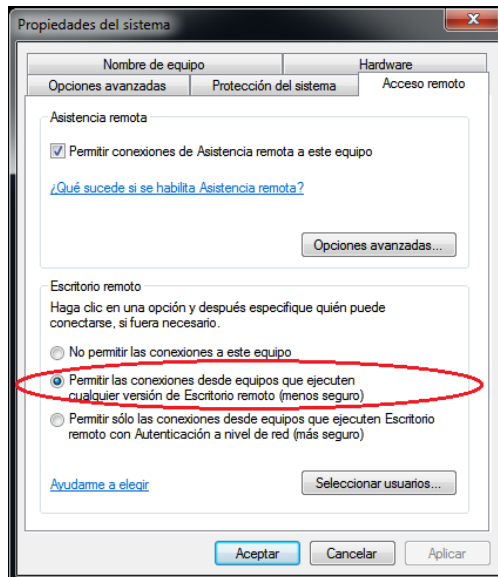 Propiedades del sistema
Nombre de equipo
Hardware
Opciones avanzadas
Protección del sistema
Acceso remoto
Asistencia remota
Permitir conexiones de Asistencia remota a este equipo
¿Qué sucede si se habilita Asistencia remota?
Opciones avanzadas...
Escritorio remoto
Haga clic en una opción y después especifique quién puede
conectarse, si fuera necesario.
No permitir las conexiones a este equipo
Permitir las conexiones desde equipos que ejecuten
cualquier versión de Escritorio remoto (menos seguro)
Permitir sólo las conexiones desde equipos que ejecuten Escritorio
remoto con Autenticación a nivel de red (más seguro)
Ayudarme a elegir
Seleccionar usuarios...
Aceptar
Cancelar
Aplicar